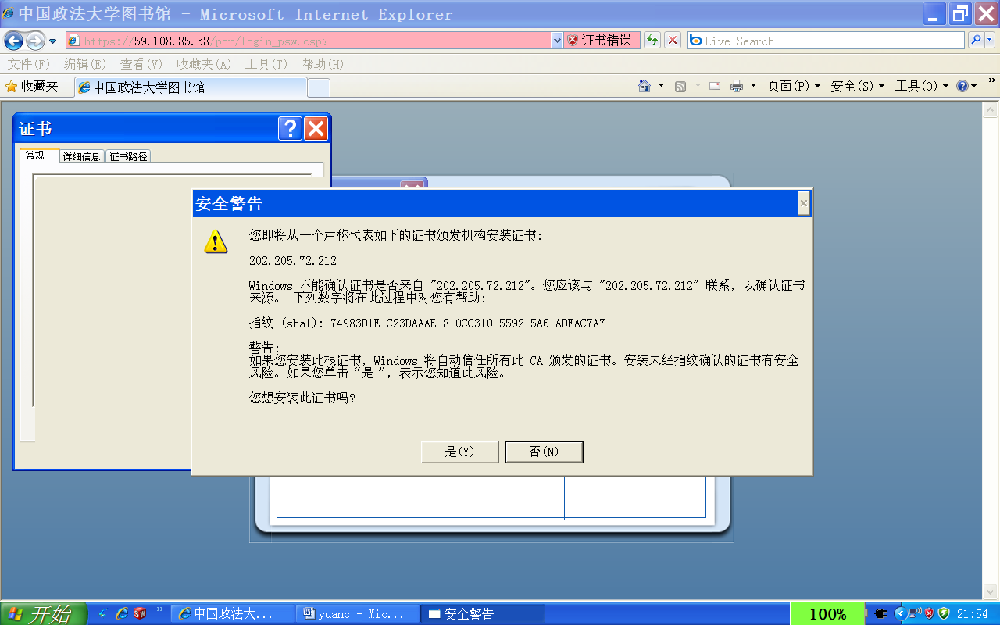 中国政法大学图书馆 - Microsoft Internet Explorer
https://59.108.85.38/por/login_psw.csp?
证书错误
Live Search
文件(F) 编辑(E) 查看(V) 收藏夹(A) 工具(T) 帮助(H)
收藏夹
中国政法大学图书馆
页面(P) 安全(S) 工具(O)
证书
常规 详细信息 证书路径
安全警告
您即将从一个声称代表如下的证书颁发机构安装证书:
202.205.72.212
Windows 不能确认证书是否来自 "202.205.72.212"。您应该与 "202.205.72.212" 联系，以确认证书
来源。 下列数字将在此过程中对您有帮助:
指纹 (sha1): 74983D1E C23DAAAE 810CC310 559215A6 ADEAC7A7
警告:
如果您安装此根证书，Windows 将自动信任所有此 CA 颁发的证书。安装未经指纹确认的证书有安全
风险。如果您单击“是 ”，表示您知道此风险。
您想安装此证书吗?
是(Y) 否(N)
开始
中国政法大...
yuanc - Mic...
安全警告
100%
21:54